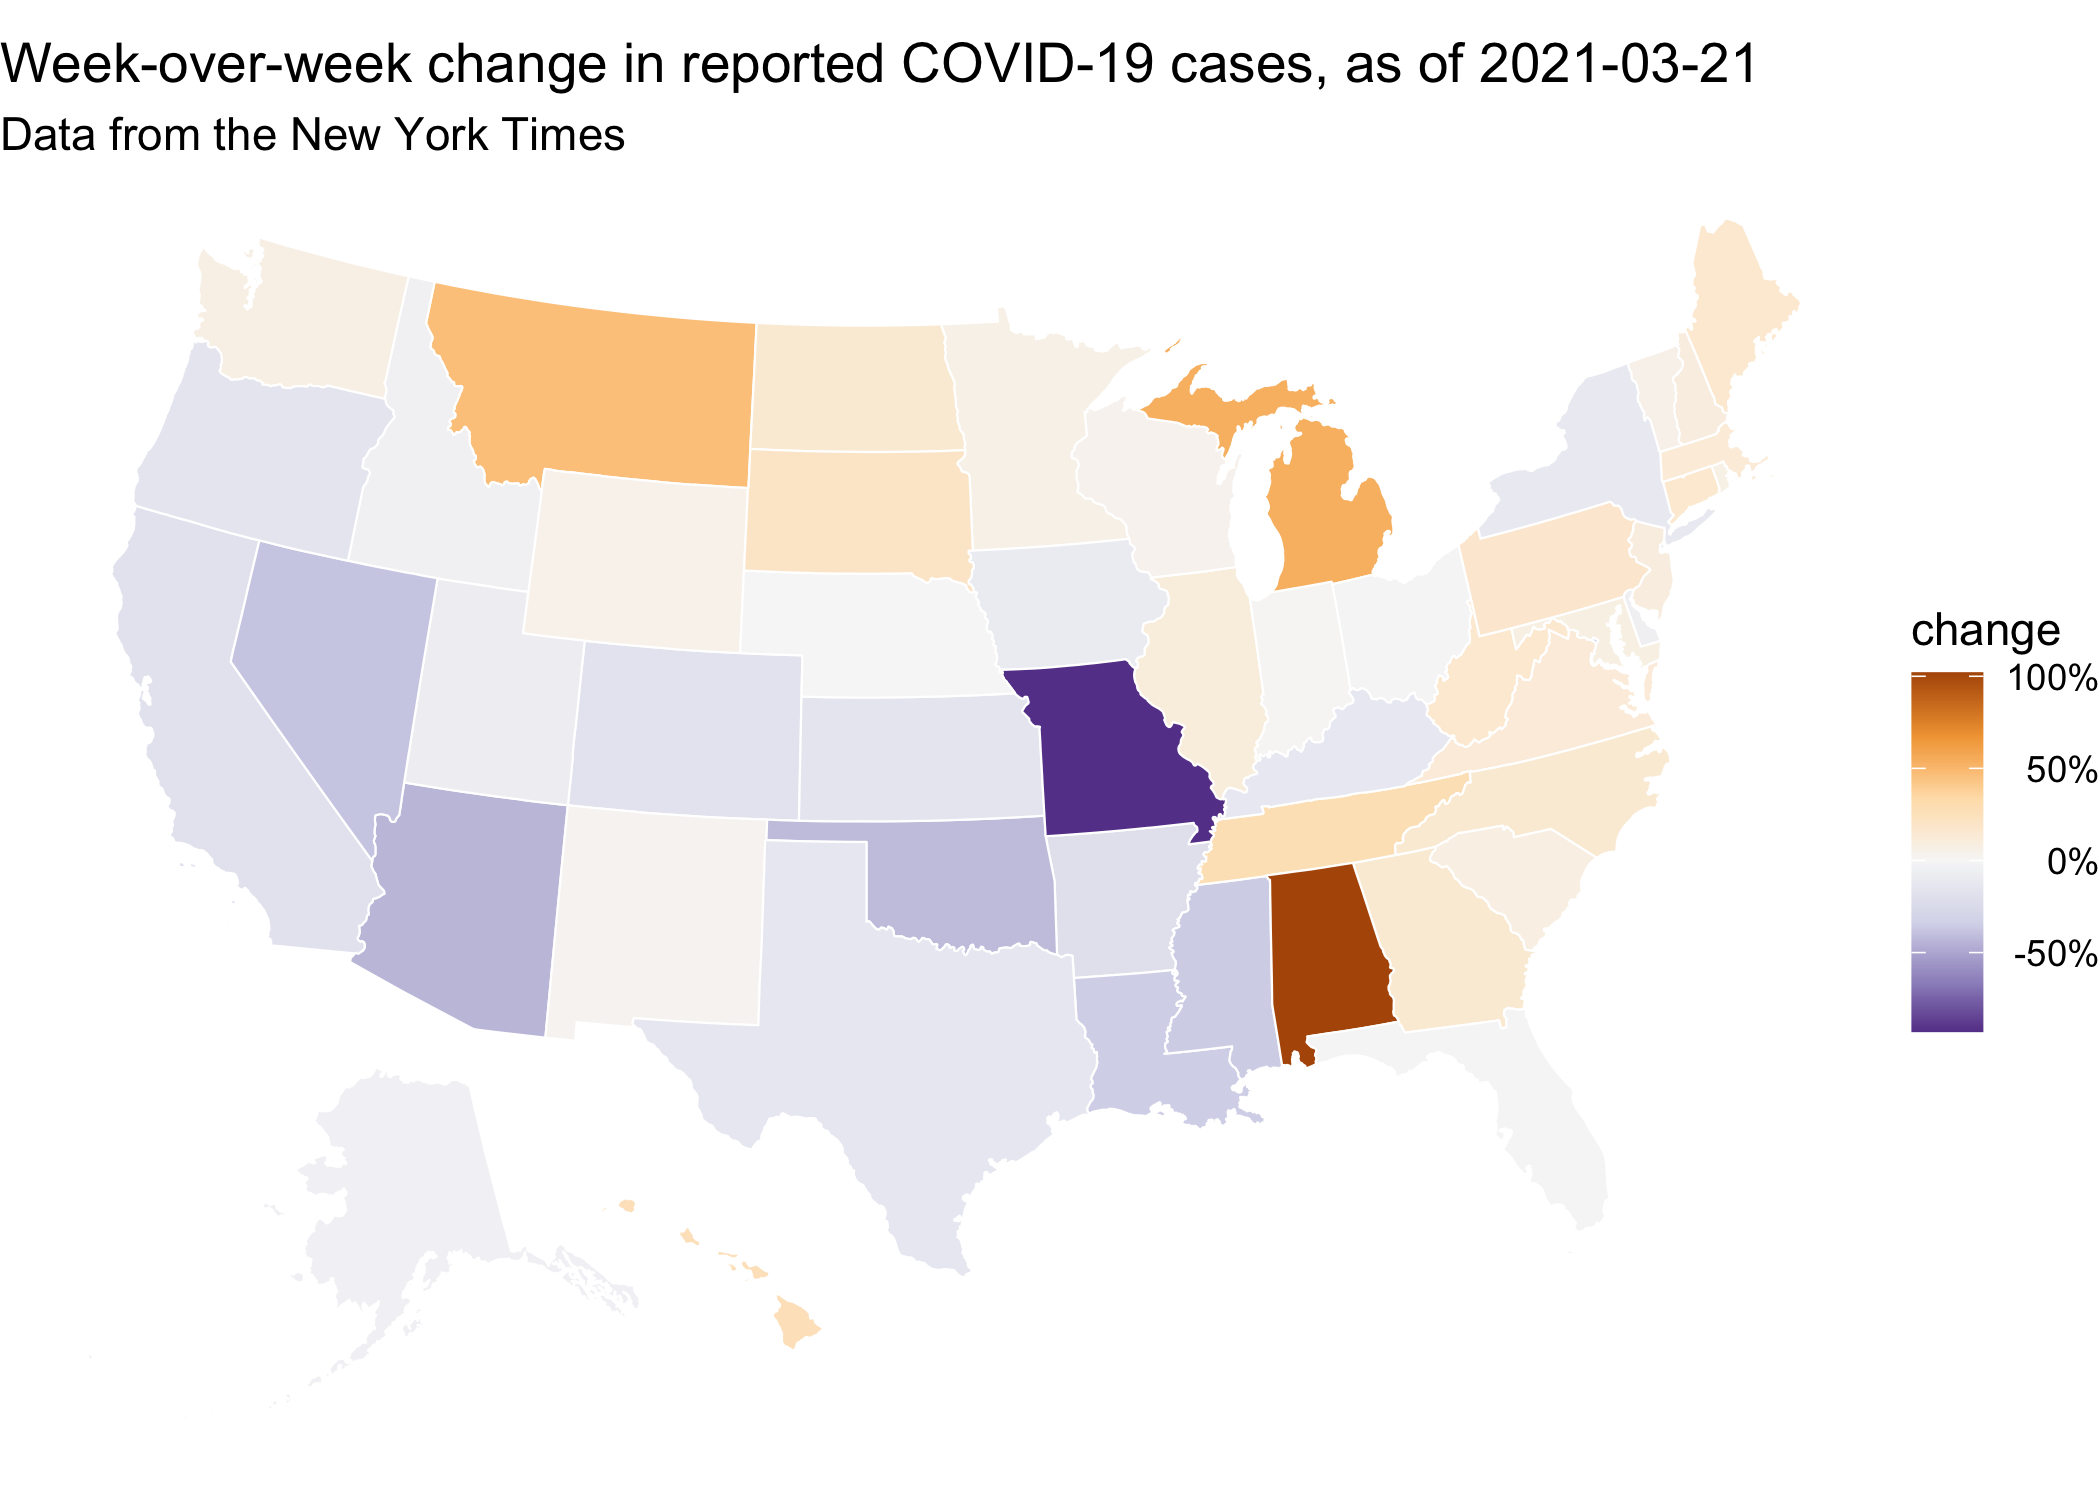 Week-over-week change in reported COVID-19 cases, as of 2021-03-21
Data from the New York Times
change
100%
50%
0%
-50%